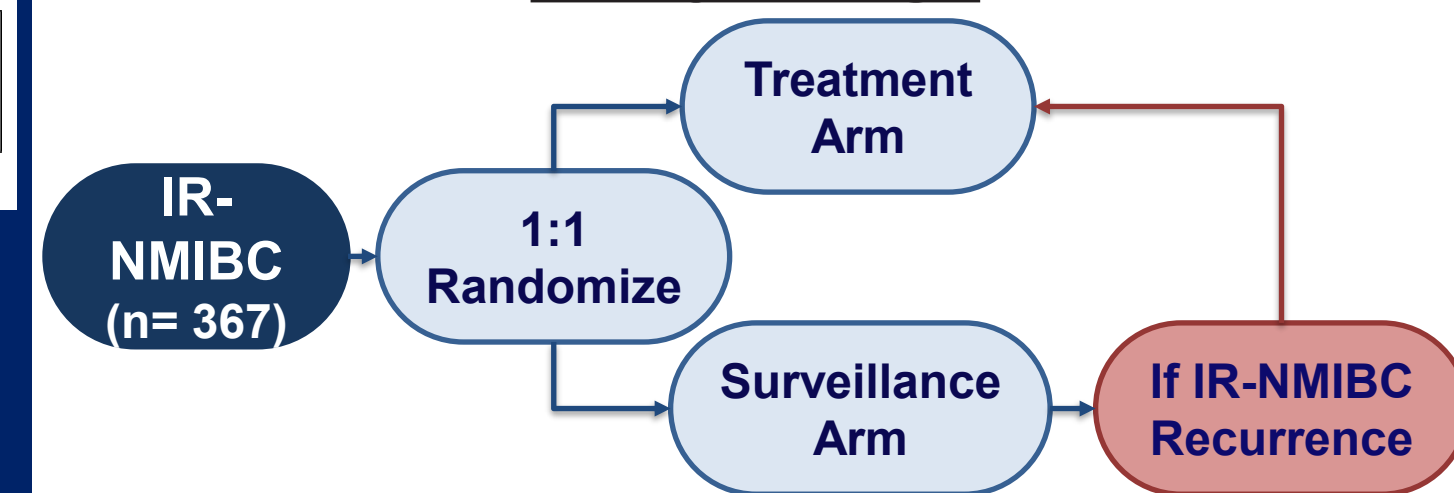 IR-
NMIBC
(n= 367)
1:1
Randomize
Treatment
Arm
Surveillance
Arm
If IR-NMIBC
Recurrence